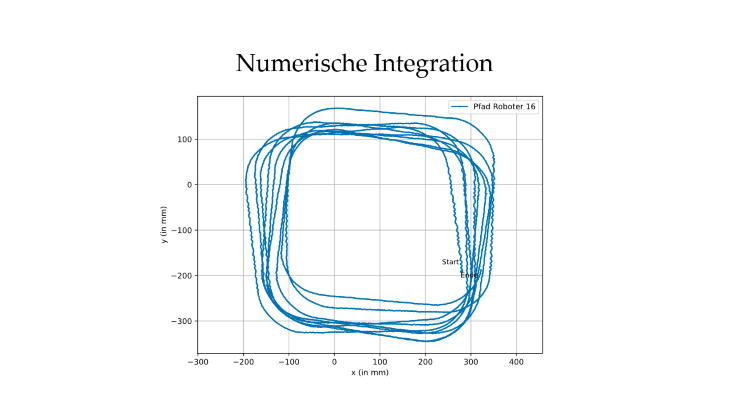 Numerische Integration
Pfad Roboter 16
100
0
−100
−200
−300
y (in mm)
Start
Ende
−300 −200 −100 0 100 200 300 400
x (in mm)